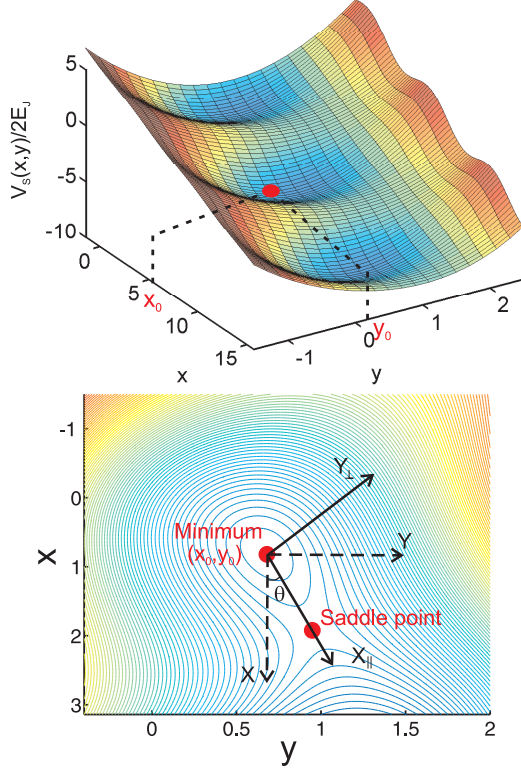 V_S(x,y)/2E_J
5
0
-5
-10
0
5
10
15
x_0
x
-1
0
1
2
y_0
y
-1
0
1
2
3
x
Y_⊥
Y
Minimum
(x_0,y_0)
θ
Saddle point
X
X_||
0
0.5
1
1.5
2
y